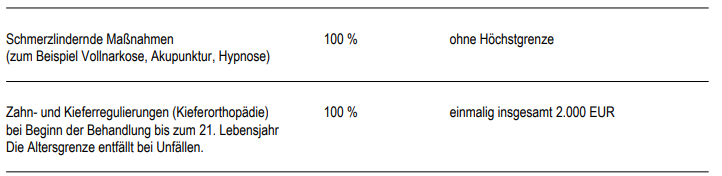 Schmerzlindernde Maßnahmen 100 % ohne Höchstgrenze
(zum Beispiel Vollnarkose, Akupunktur, Hypnose)
Zahn- und Kieferregulierungen (Kieferorthopädie) 100 % einmalig insgesamt 2.000 EUR
bei Beginn der Behandlung bis zum 21. Lebensjahr
Die Altersgrenze entfällt bei Unfällen.